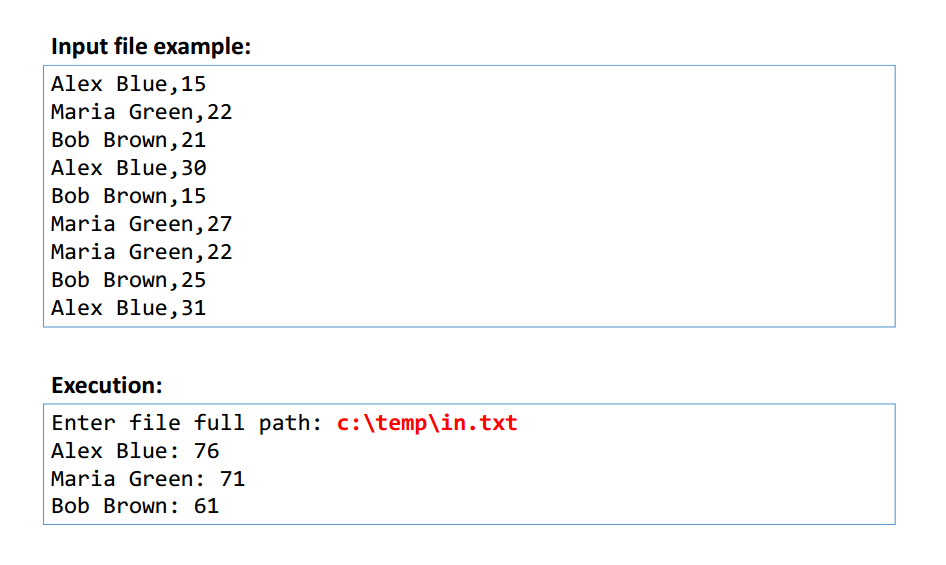 Input file example:
Alex Blue,15
Maria Green,22
Bob Brown,21
Alex Blue,30
Bob Brown,15
Maria Green,27
Maria Green,22
Bob Brown,25
Alex Blue,31
Execution:
Enter file full path: c:\temp\in.txt
Alex Blue: 76
Maria Green: 71
Bob Brown: 61